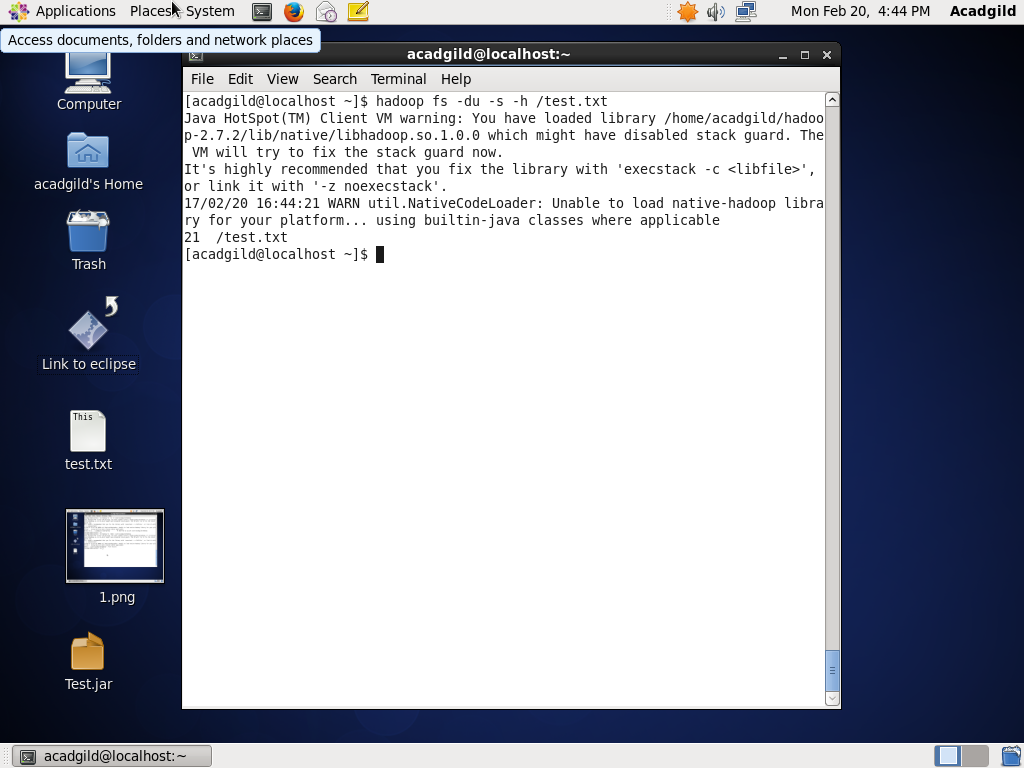 Applications Places System
Mon Feb 20, 4:44 PM Acadgild
Access documents, folders and network places
acadgild@localhost:~
File Edit View Search Terminal Help
[acadgild@localhost ~]$ hadoop fs -du -s -h /test.txt
Java HotSpot(TM) Client VM warning: You have loaded library /home/acadgild/hadoo
p-2.7.2/lib/native/libhadoop.so.1.0.0 which might have disabled stack guard. The
 VM will try to fix the stack guard now.
It's highly recommended that you fix the library with 'execstack -c <libfile>',
or link it with '-z noexecstack'.
17/02/20 16:44:21 WARN util.NativeCodeLoader: Unable to load native-hadoop libra
ry for your platform... using builtin-java classes where applicable
21  /test.txt
[acadgild@localhost ~]$
Computer
acadgild's Home
Trash
Link to eclipse
This
test.txt
1.png
Test.jar
acadgild@localhost:~